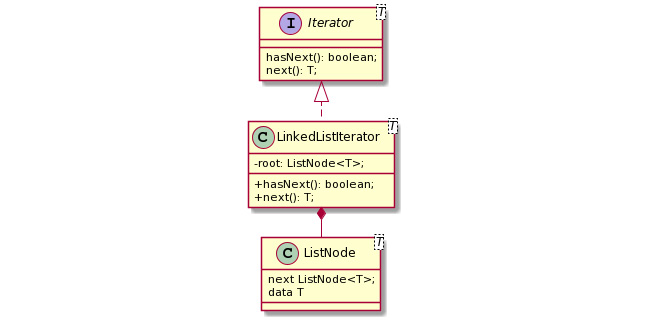 I Iterator T
hasNext(): boolean;
next(): T;
C LinkedListIterator T
-root: ListNode<T>;
+hasNext(): boolean;
+next(): T;
C ListNode T
next ListNode<T>;
data T